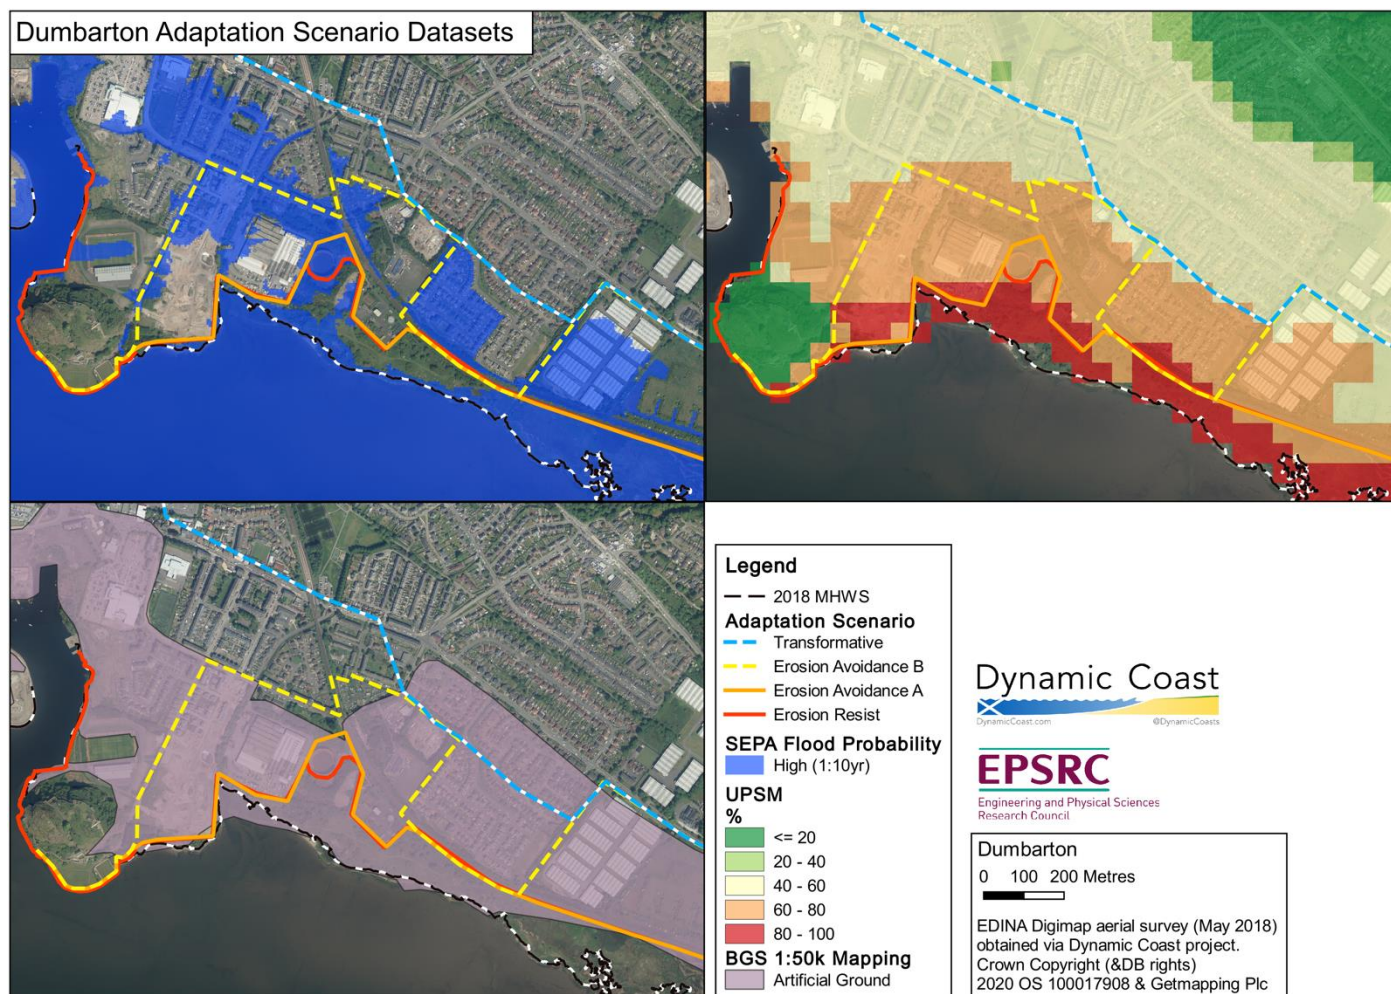 Dumbarton Adaptation Scenario Datasets
Legend
2018 MHWS
Adaptation Scenario
Transformative
Erosion Avoidance B
Erosion Avoidance A
Erosion Resist
SEPA Flood Probability
High (1:10yr)
UPSM
%
<= 20
20 - 40
40 - 60
60 - 80
80 - 100
BGS 1:50k Mapping
Artificial Ground
Dynamic Coast
DynamicCoast.com @DynamicCoasts
EPSRC
Engineering and Physical Sciences
Research Council
Dumbarton
0 100 200 Metres
EDINA Digimap aerial survey (May 2018)
obtained via Dynamic Coast project.
Crown Copyright (&DB rights)
2020 OS 100017908 & Getmapping Plc